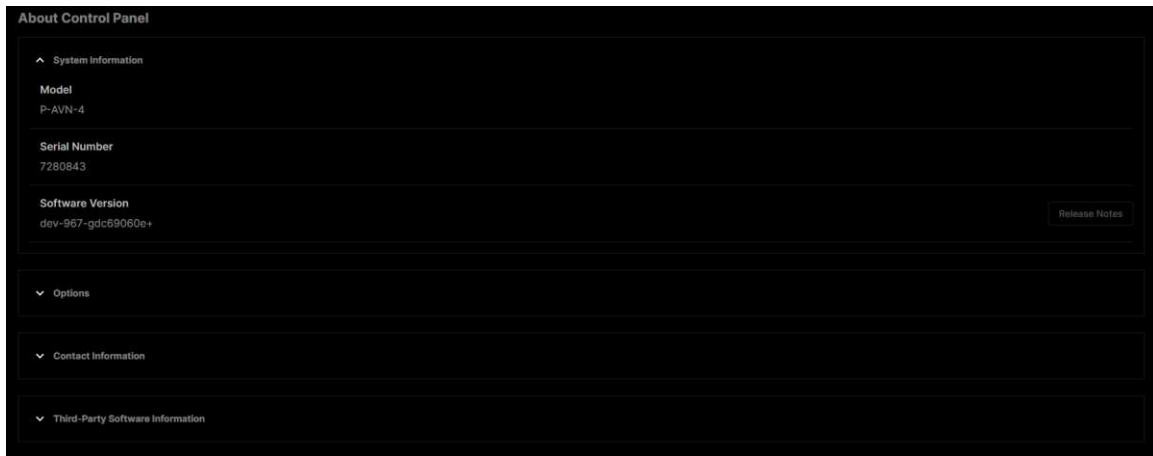 About Control Panel
System Information
Model
P-AVN-4
Serial Number
7280843
Software Version
dev-967-gdc69060e+
Release Notes
Options
Contact Information
Third-Party Software Information